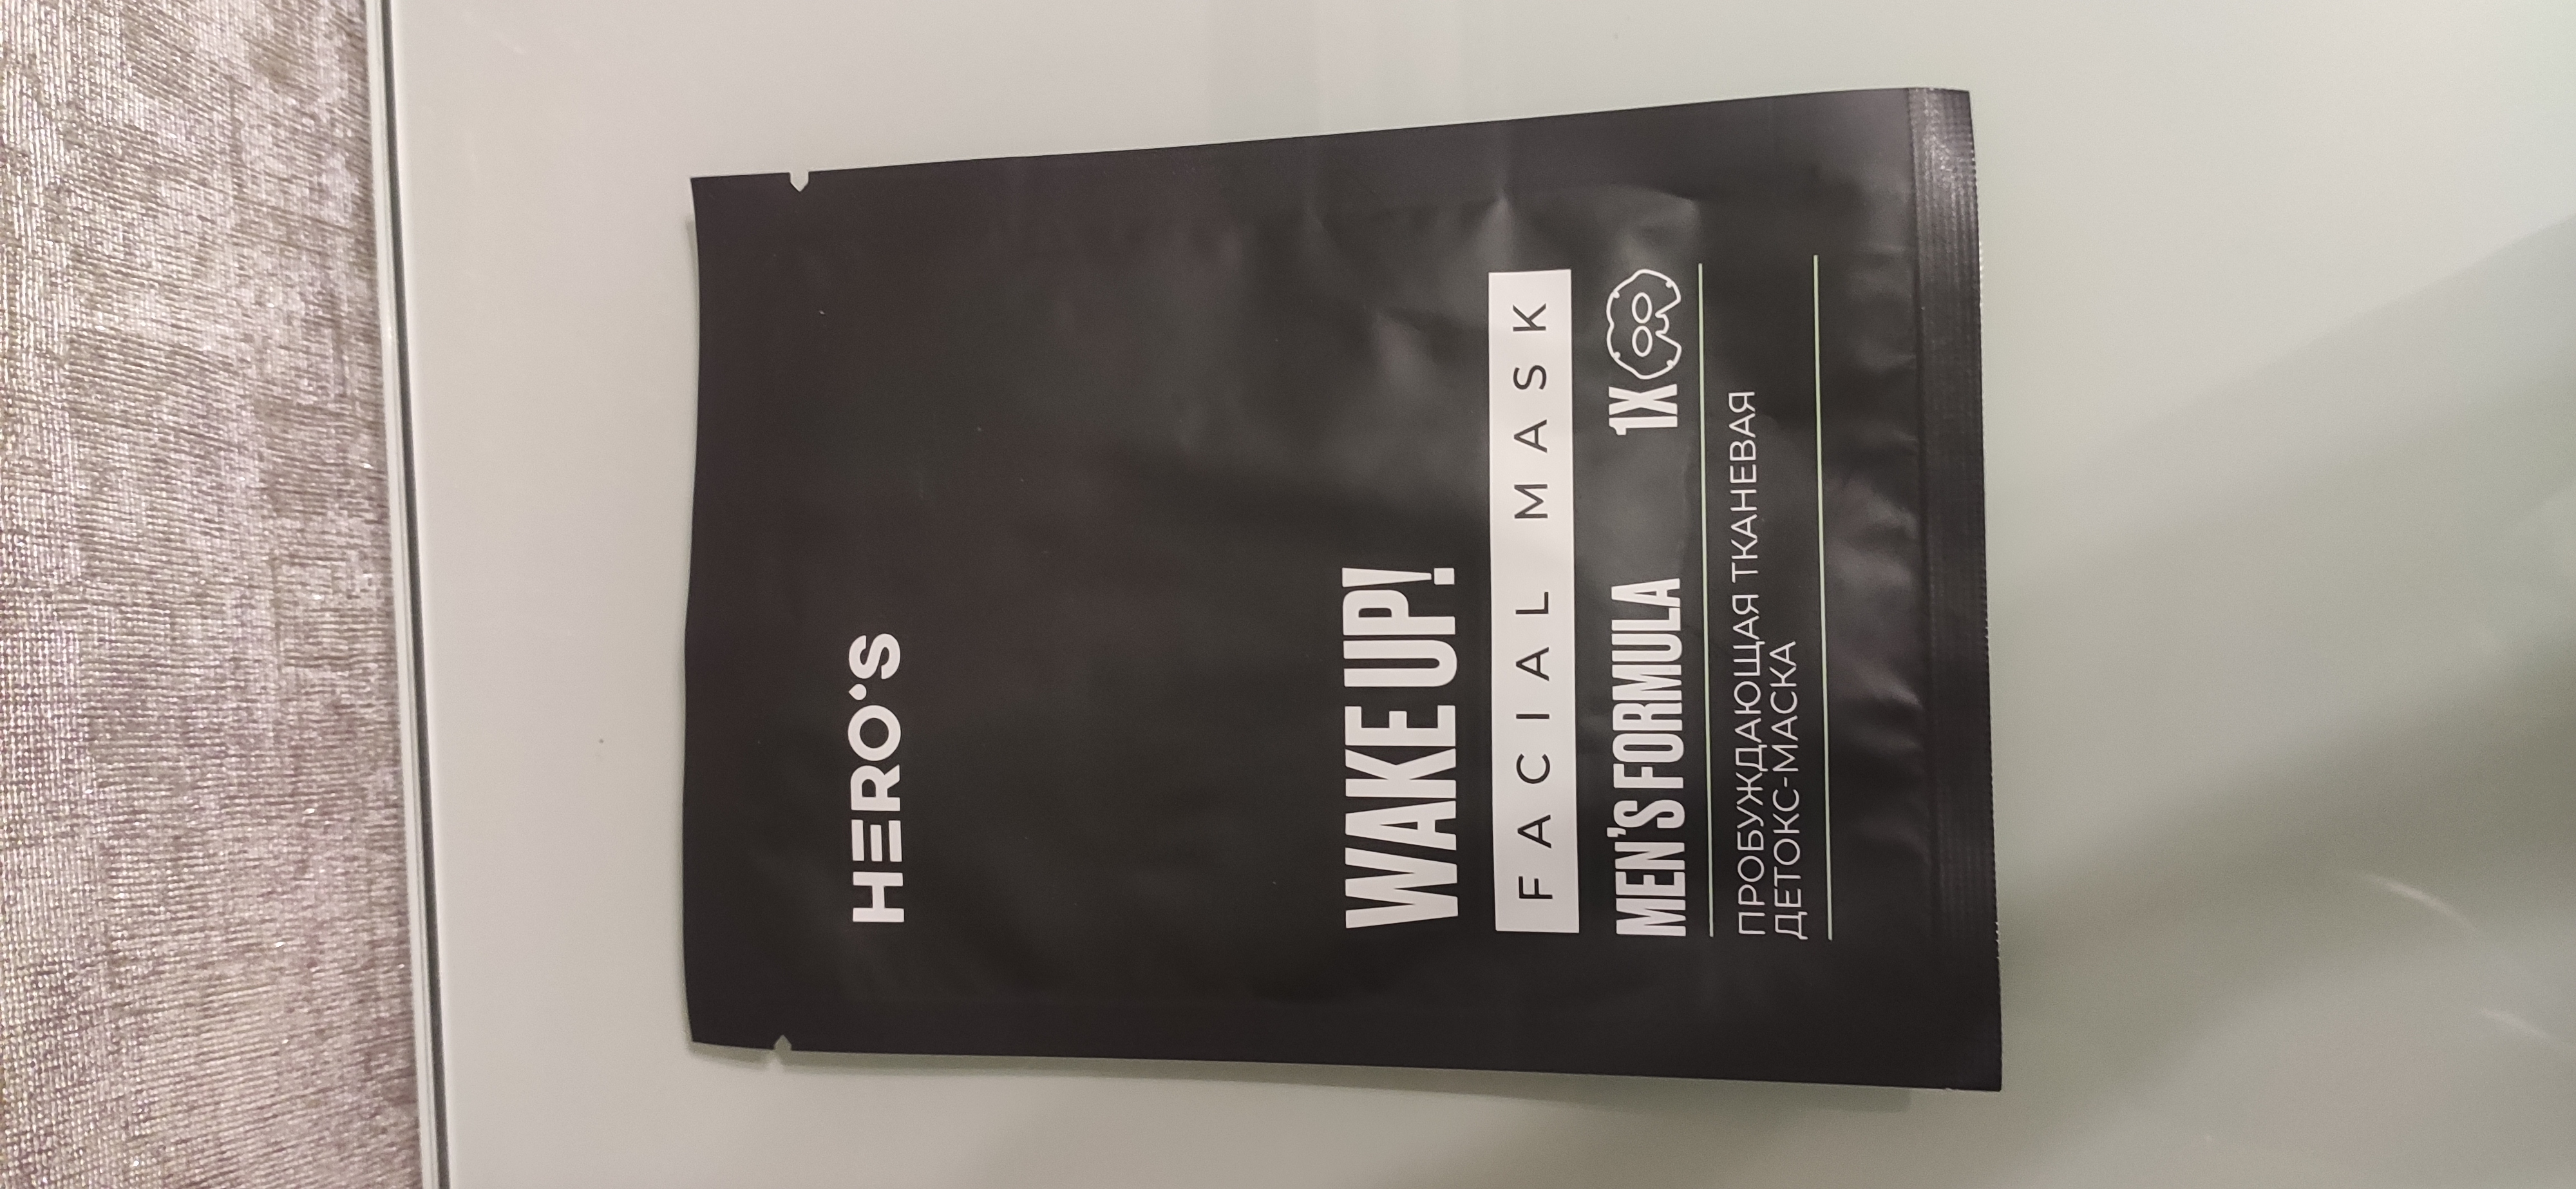 HERO'S
WAKE UP!
FACIAL MASK
MEN'S FORMULA 1X
ПРОБУЖДАЮЩАЯ ТКАНЕВАЯ
ДЕТОКС-МАСКА